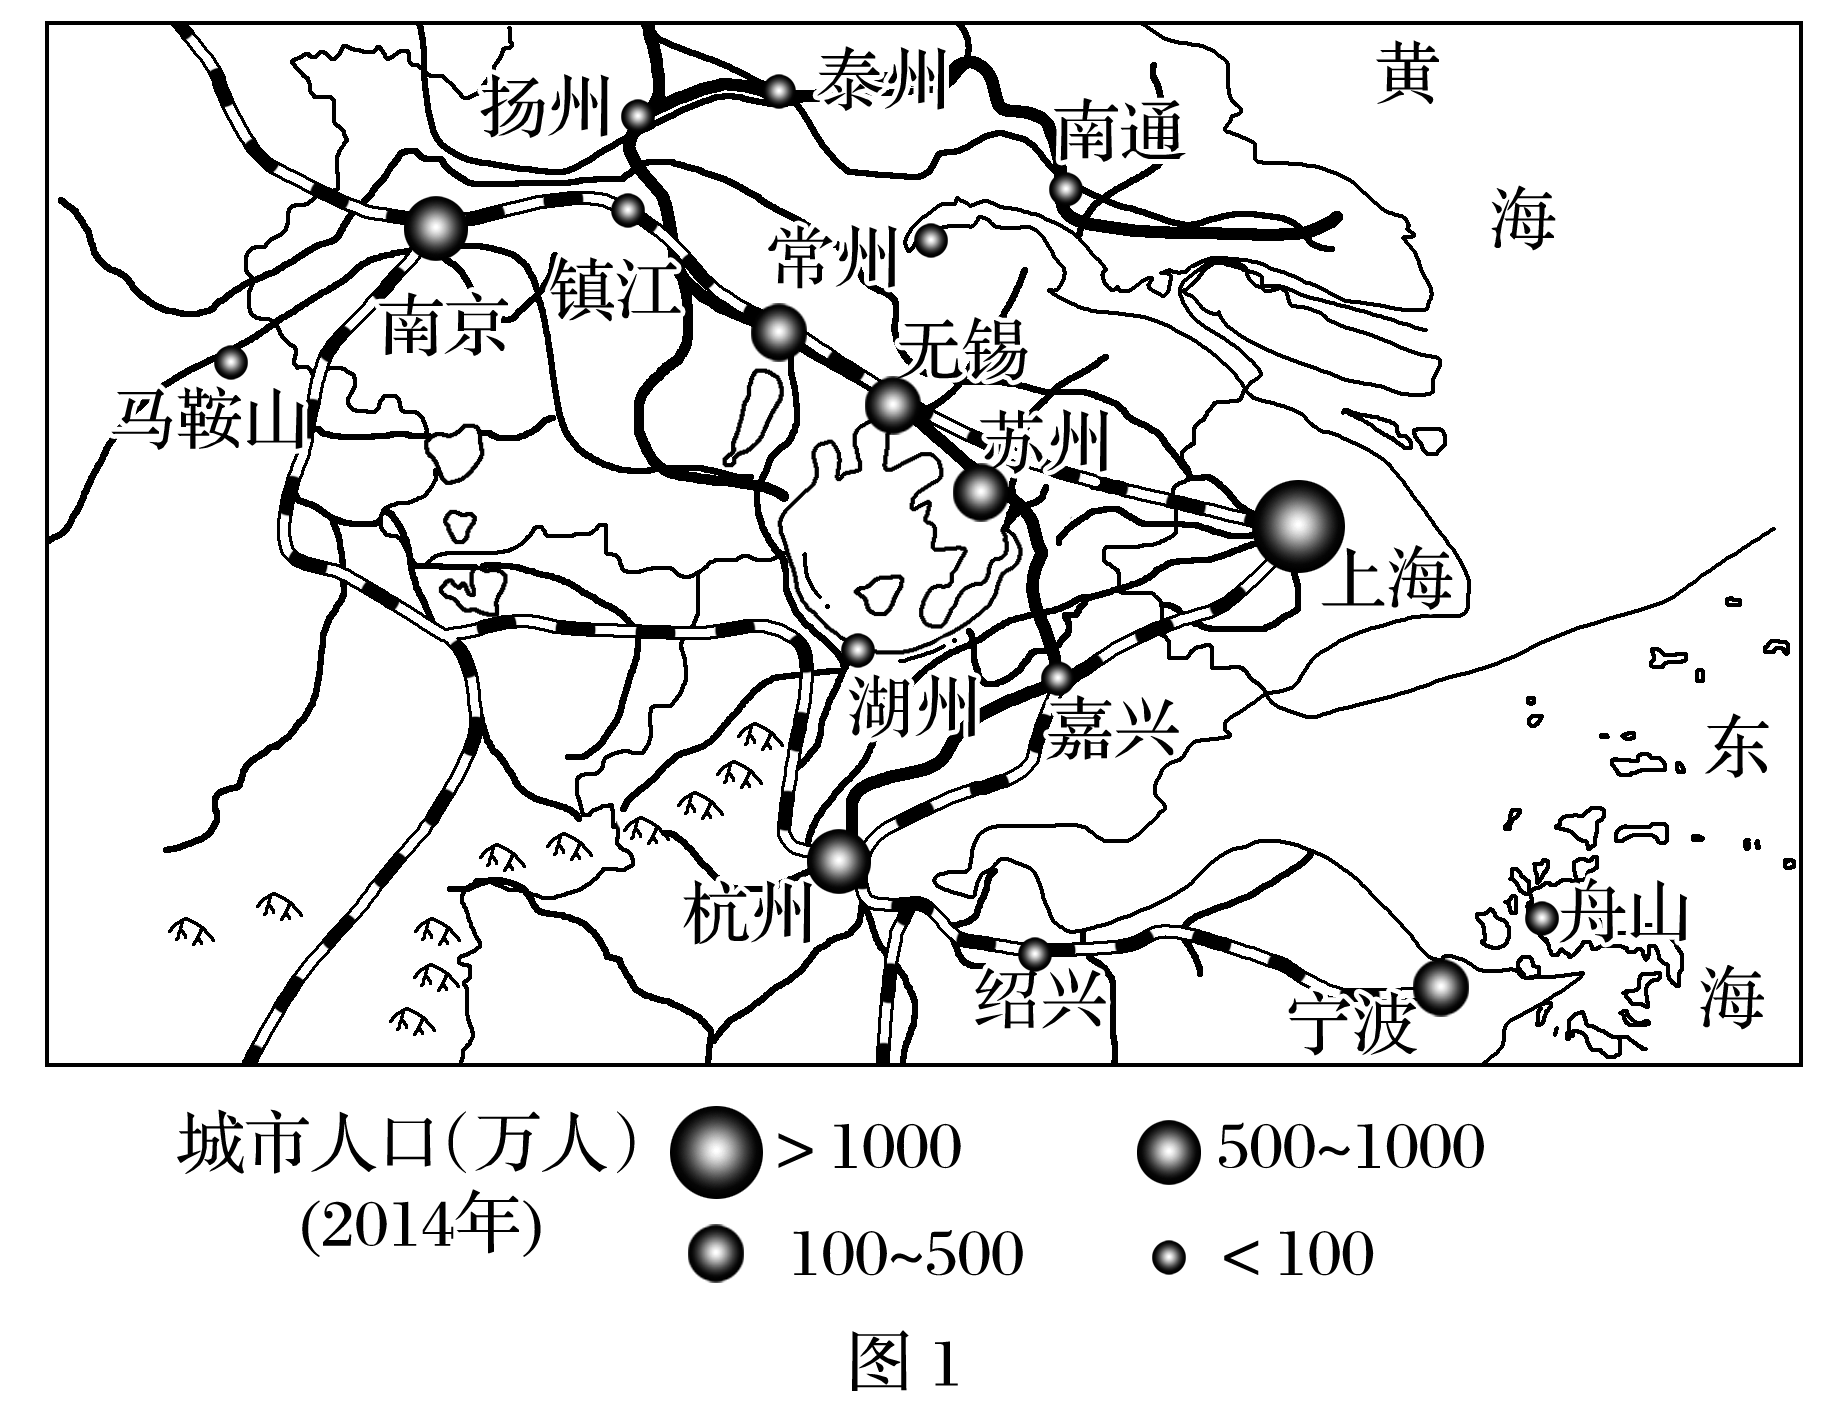 黄
海
泰州
扬州
南通
常州
镇江
南京
无锡
马鞍山
苏州
上海
湖州
嘉兴
东
海
杭州
舟山
绍兴
宁波
城市人口(万人) >1000 500~1000
(2014年) 100~500 <100
图 1